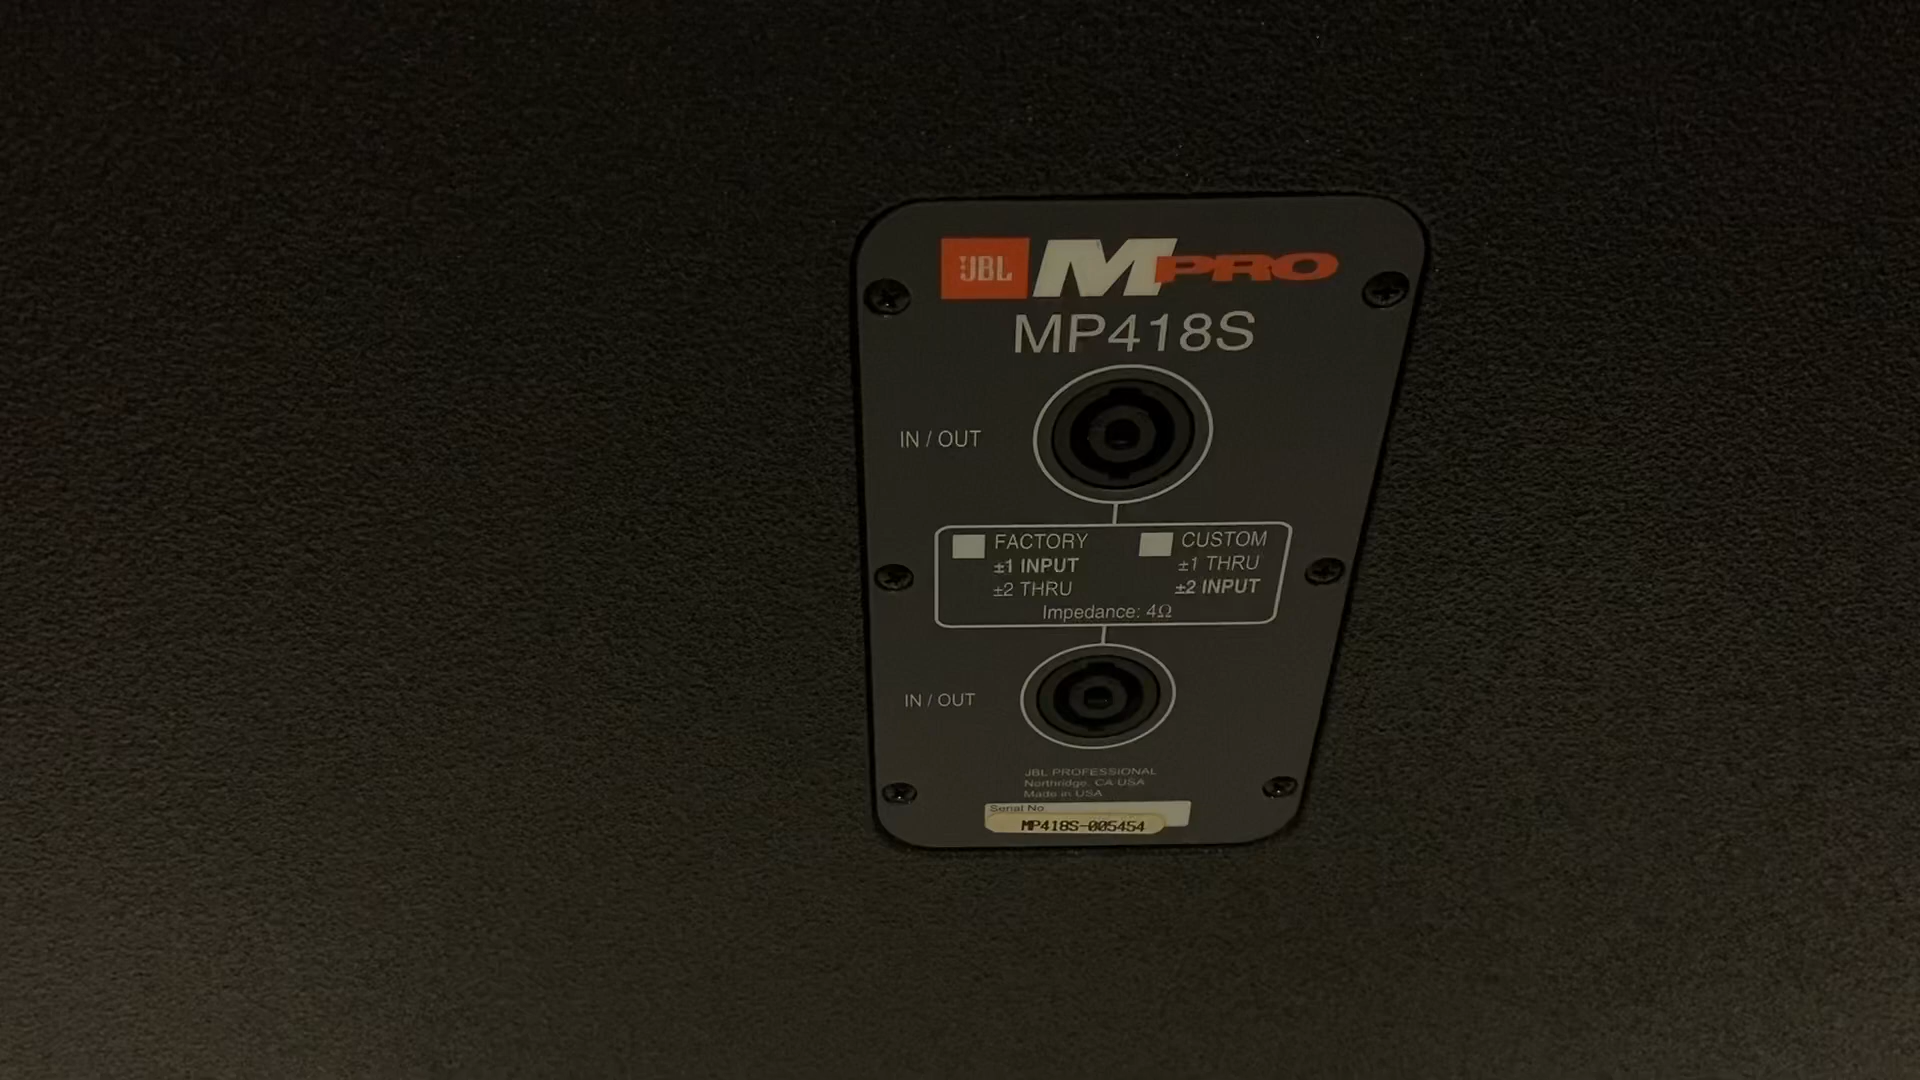 JBL MPRO
MP418S
IN / OUT
FACTORY
±1 INPUT
±2 THRU
CUSTOM
±1 THRU
±2 INPUT
Impedance: 4Ω
IN / OUT
JBL PROFESSIONAL
Northridge, CA USA
Made in USA
Serial No
MP418S-005454